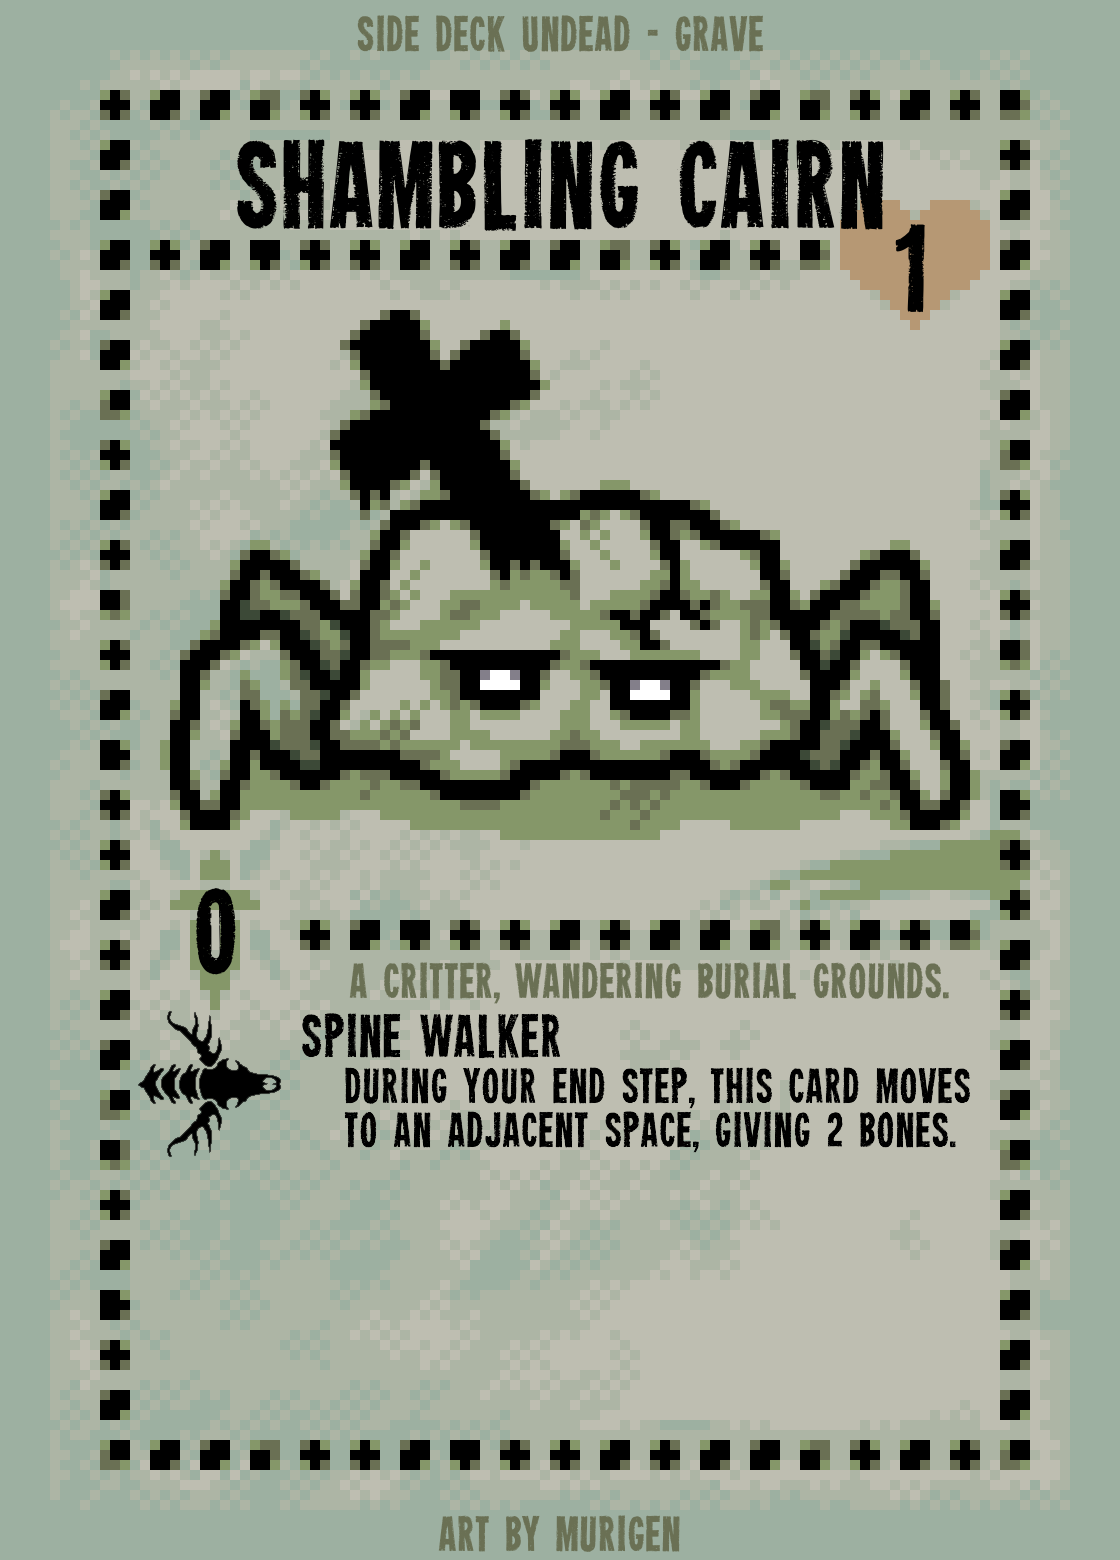 SIDE DECK UNDEAD - GRAVE
SHAMBLING CAIRN
1
0
A CRITTER, WANDERING BURIAL GROUNDS.
SPINE WALKER
DURING YOUR END STEP, THIS CARD MOVES
TO AN ADJACENT SPACE, GIVING 2 BONES.
ART BY MURIGEN